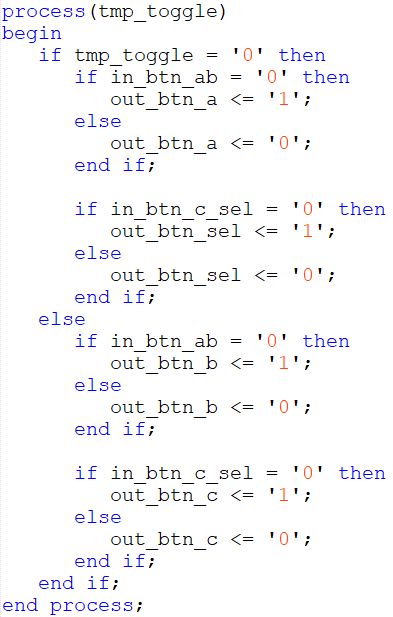 process(tmp_toggle)
begin
   if tmp_toggle = '0' then
      if in_btn_ab = '0' then
         out_btn_a <= '1';
      else
         out_btn_a <= '0';
      end if;

      if in_btn_c_sel = '0' then
         out_btn_sel <= '1';
      else
         out_btn_sel <= '0';
      end if;
   else
      if in_btn_ab = '0' then
         out_btn_b <= '1';
      else
         out_btn_b <= '0';
      end if;

      if in_btn_c_sel = '0' then
         out_btn_c <= '1';
      else
         out_btn_c <= '0';
      end if;
   end if;
end process;